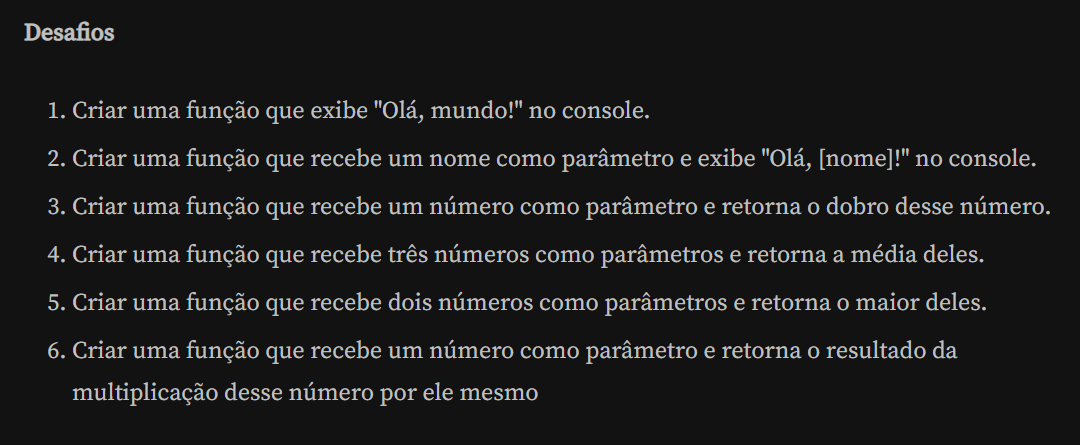 Desafios
1. Criar uma função que exibe "Olá, mundo!" no console.
2. Criar uma função que recebe um nome como parâmetro e exibe "Olá, [nome]!" no console.
3. Criar uma função que recebe um número como parâmetro e retorna o dobro desse número.
4. Criar uma função que recebe três números como parâmetros e retorna a média deles.
5. Criar uma função que recebe dois números como parâmetros e retorna o maior deles.
6. Criar uma função que recebe um número como parâmetro e retorna o resultado da
multiplicação desse número por ele mesmo